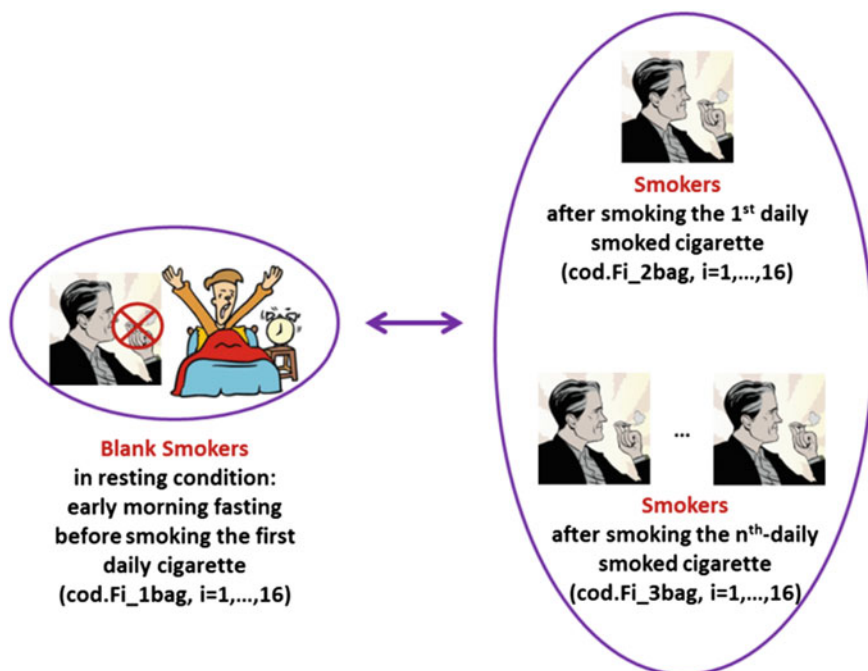 Blank Smokers
in resting condition:
early morning fasting
before smoking the first
daily cigarette
(cod.Fi_1bag, i=1,...,16)
Smokers
after smoking the 1st daily
smoked cigarette
(cod.Fi_2bag, i=1,...,16)
...
Smokers
after smoking the nth-daily
smoked cigarette
(cod.Fi_3bag, i=1,...,16)